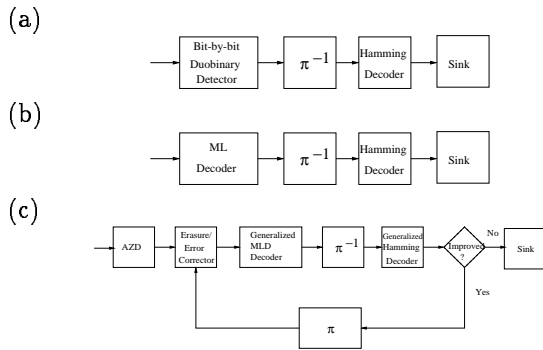 (a)
Bit-by-bit
Duobinary
Detector
π⁻¹
Hamming
Decoder
Sink
(b)
ML
Decoder
π⁻¹
Hamming
Decoder
Sink
(c)
AZD
Erasure/
Error
Corrector
Generalized
MLD
Decoder
π⁻¹
Generalized
Hamming
Decoder
Improved
?
No
Sink
Yes
π